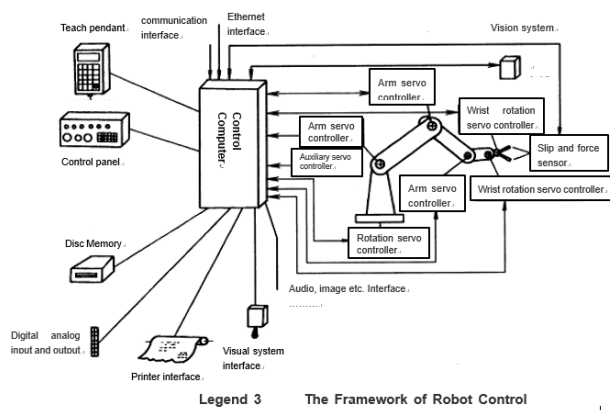 Teach pendant
communication
interface
Ethernet
interface
Vision system
Control panel
Control
Computer
Arm servo
controller
Arm servo
controller
Auxiliary servo
controller
Wrist rotation
servo controller
Slip and force
sensor
Arm servo
controller
Wrist rotation servo controller
Rotation servo
controller
Disc Memory
Audio, image etc. Interface
..........
Digital analog
input and output
Printer interface
Visual system
interface
Legend 3 The Framework of Robot Control